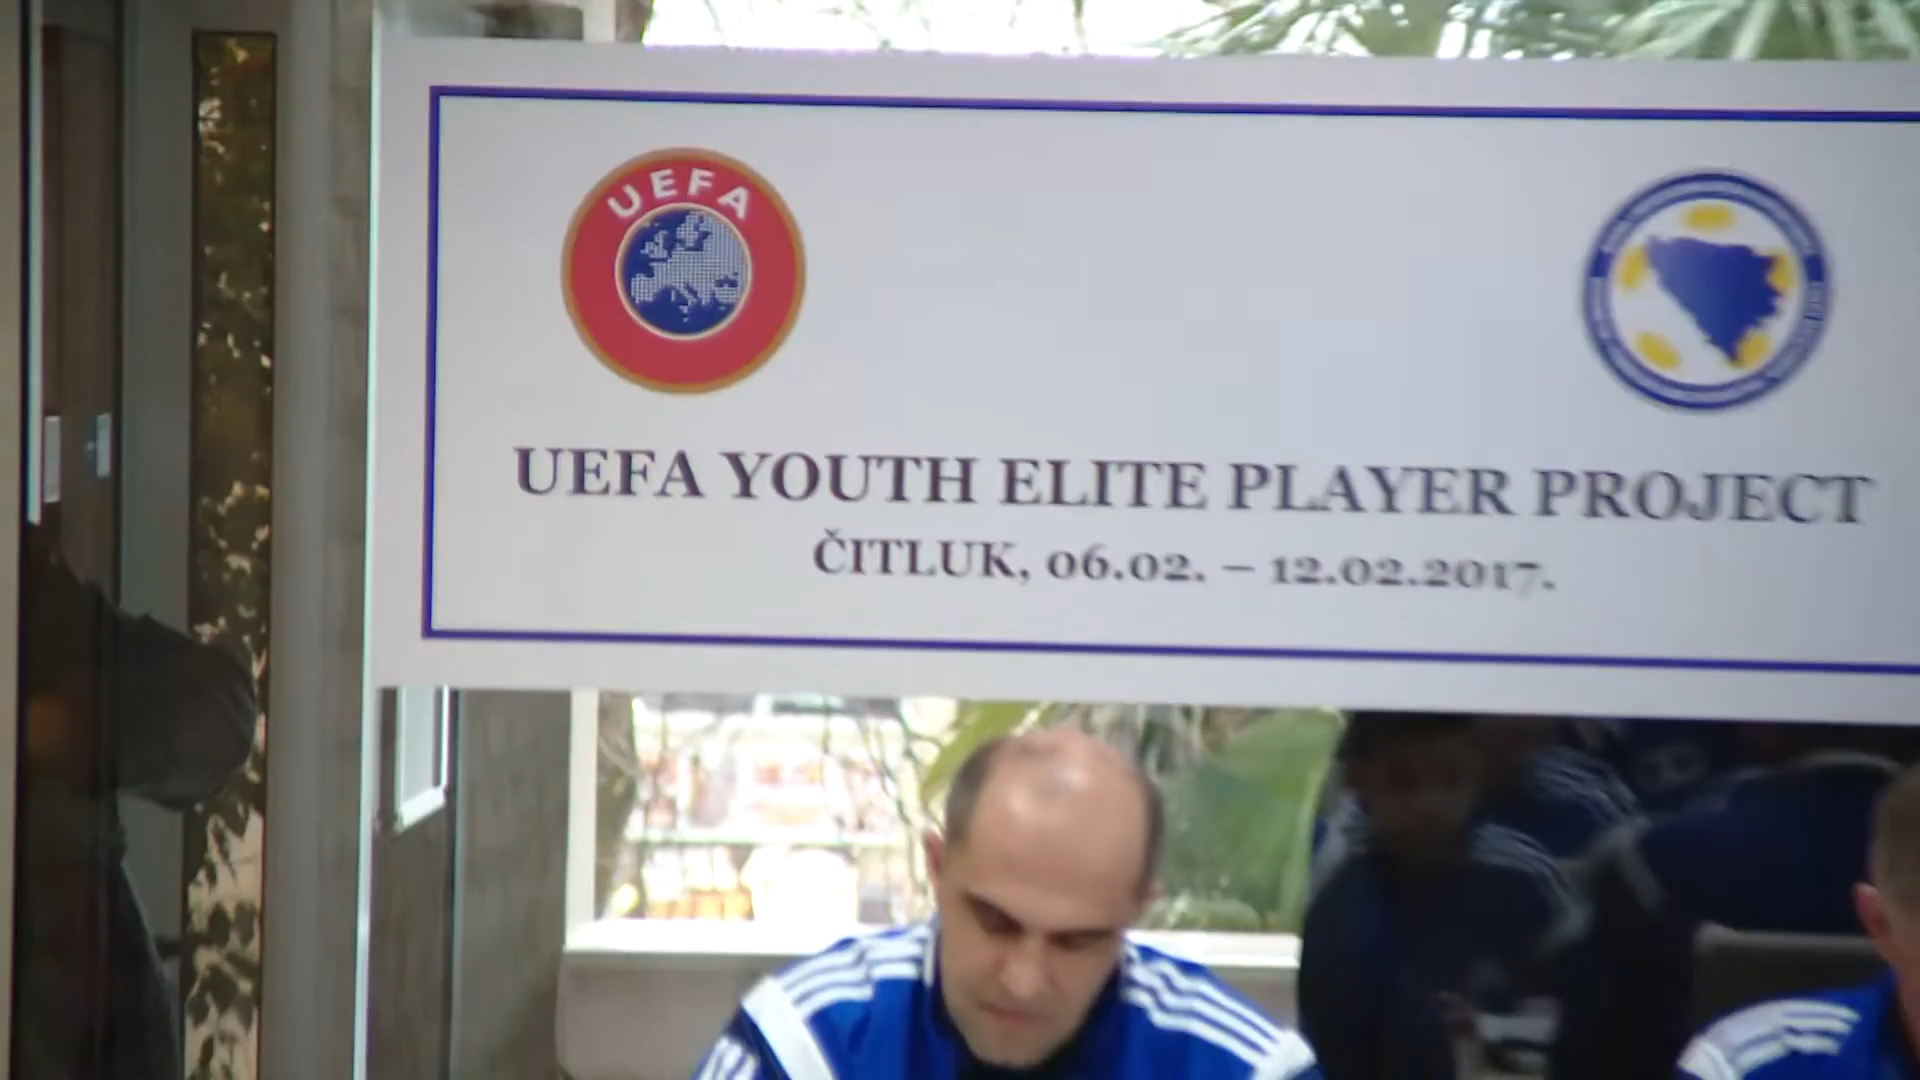 UEFA
UEFA YOUTH ELITE PLAYER PROJECT
ČITLUK, 06.02. – 12.02.2017.